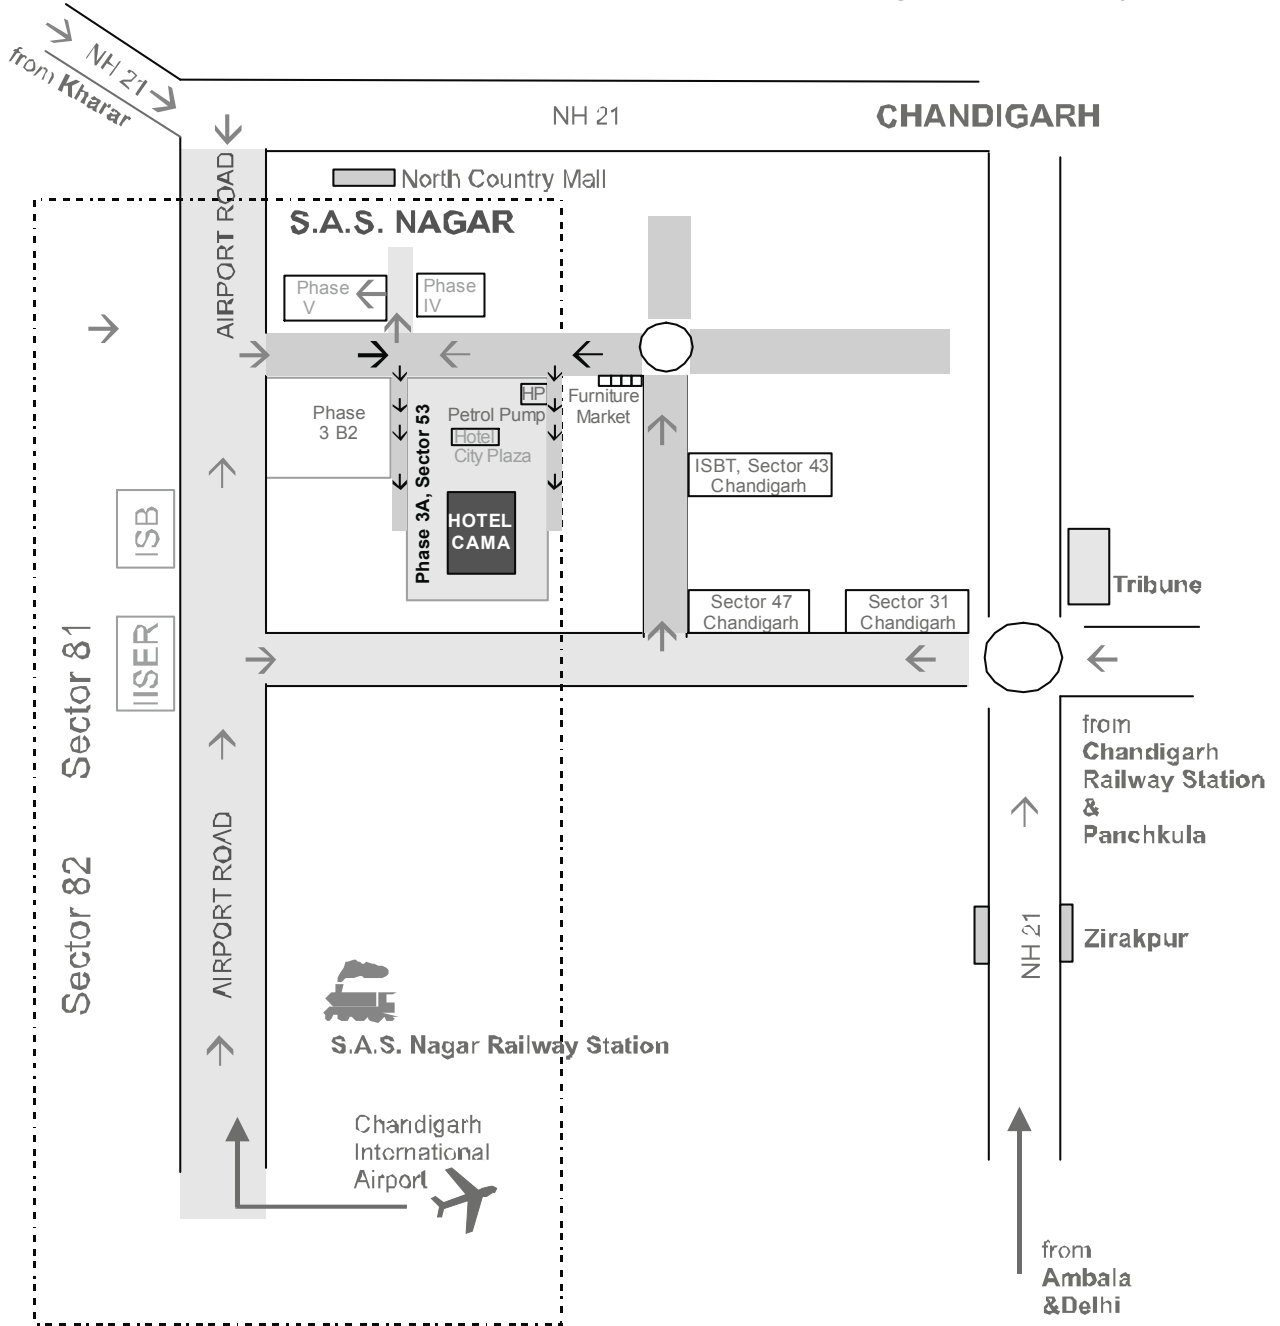 NH 21
from Kharar
NH 21
CHANDIGARH
AIRPORT ROAD
North Country Mall
S.A.S. NAGAR
Phase
V
Phase
IV
Phase
3 B2
Phase 3A, Sector 53
HP
Petrol Pump
Hotel
City Plaza
HOTEL
CAMA
Furniture
Market
ISBT, Sector 43
Chandigarh
ISB
IISER
Sector 81
Sector 82
Sector 47
Chandigarh
Sector 31
Chandigarh
Tribune
from
Chandigarh
Railway Station
&
Panchkula
AIRPORT ROAD
NH 21
Zirakpur
S.A.S. Nagar Railway Station
Chandigarh
International
Airport
from
Ambala
&Delhi